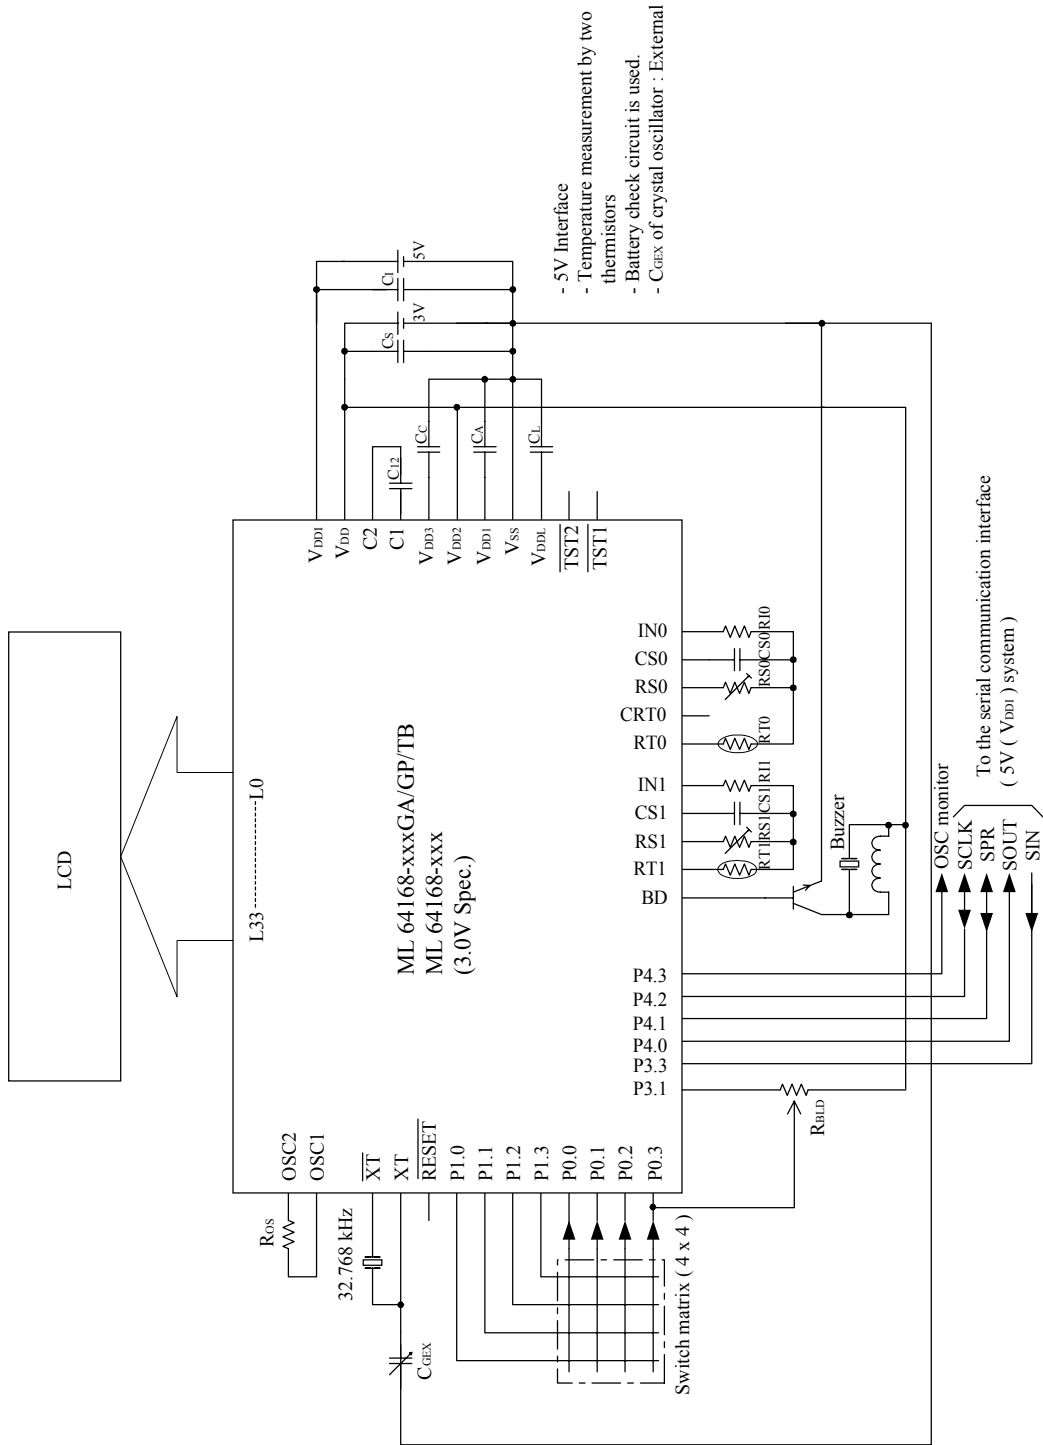 LCD
L33 ------------------ L0
ML 64168-xxxGA/GP/TB
ML 64168-xxx
(3.0V Spec.)
OSC2
OSC1
XT
XT
RESET
P1.0
P1.1
P1.2
P1.3
P0.0
P0.1
P0.2
P0.3
ROS
32.768 kHz
CGEX
Switch matrix ( 4 x 4 )
VDDI
VDD
C2
C1
VDD3
VDD2
VDD1
VSS
VDDL
TST2
TST1
C12
CC
CA
CL
CS
3V
CI
5V
- 5V Interface
- Temperature measurement by two
thermistors
- Battery check circuit is used.
- CGEX of crystal oscillator : External
P3.1
P3.3
P4.0
P4.1
P4.2
P4.3
BD
RT1
RS1
CS1
IN1
RT0
CRT0
RS0
CS0
IN0
RT1
RS1
CS1
RI1
RT0
RS0
CS0
RI0
RBLD
Buzzer
OSC monitor
SCLK
SPR
SOUT
SIN
To the serial communication interface
( 5V ( VDDI ) system )